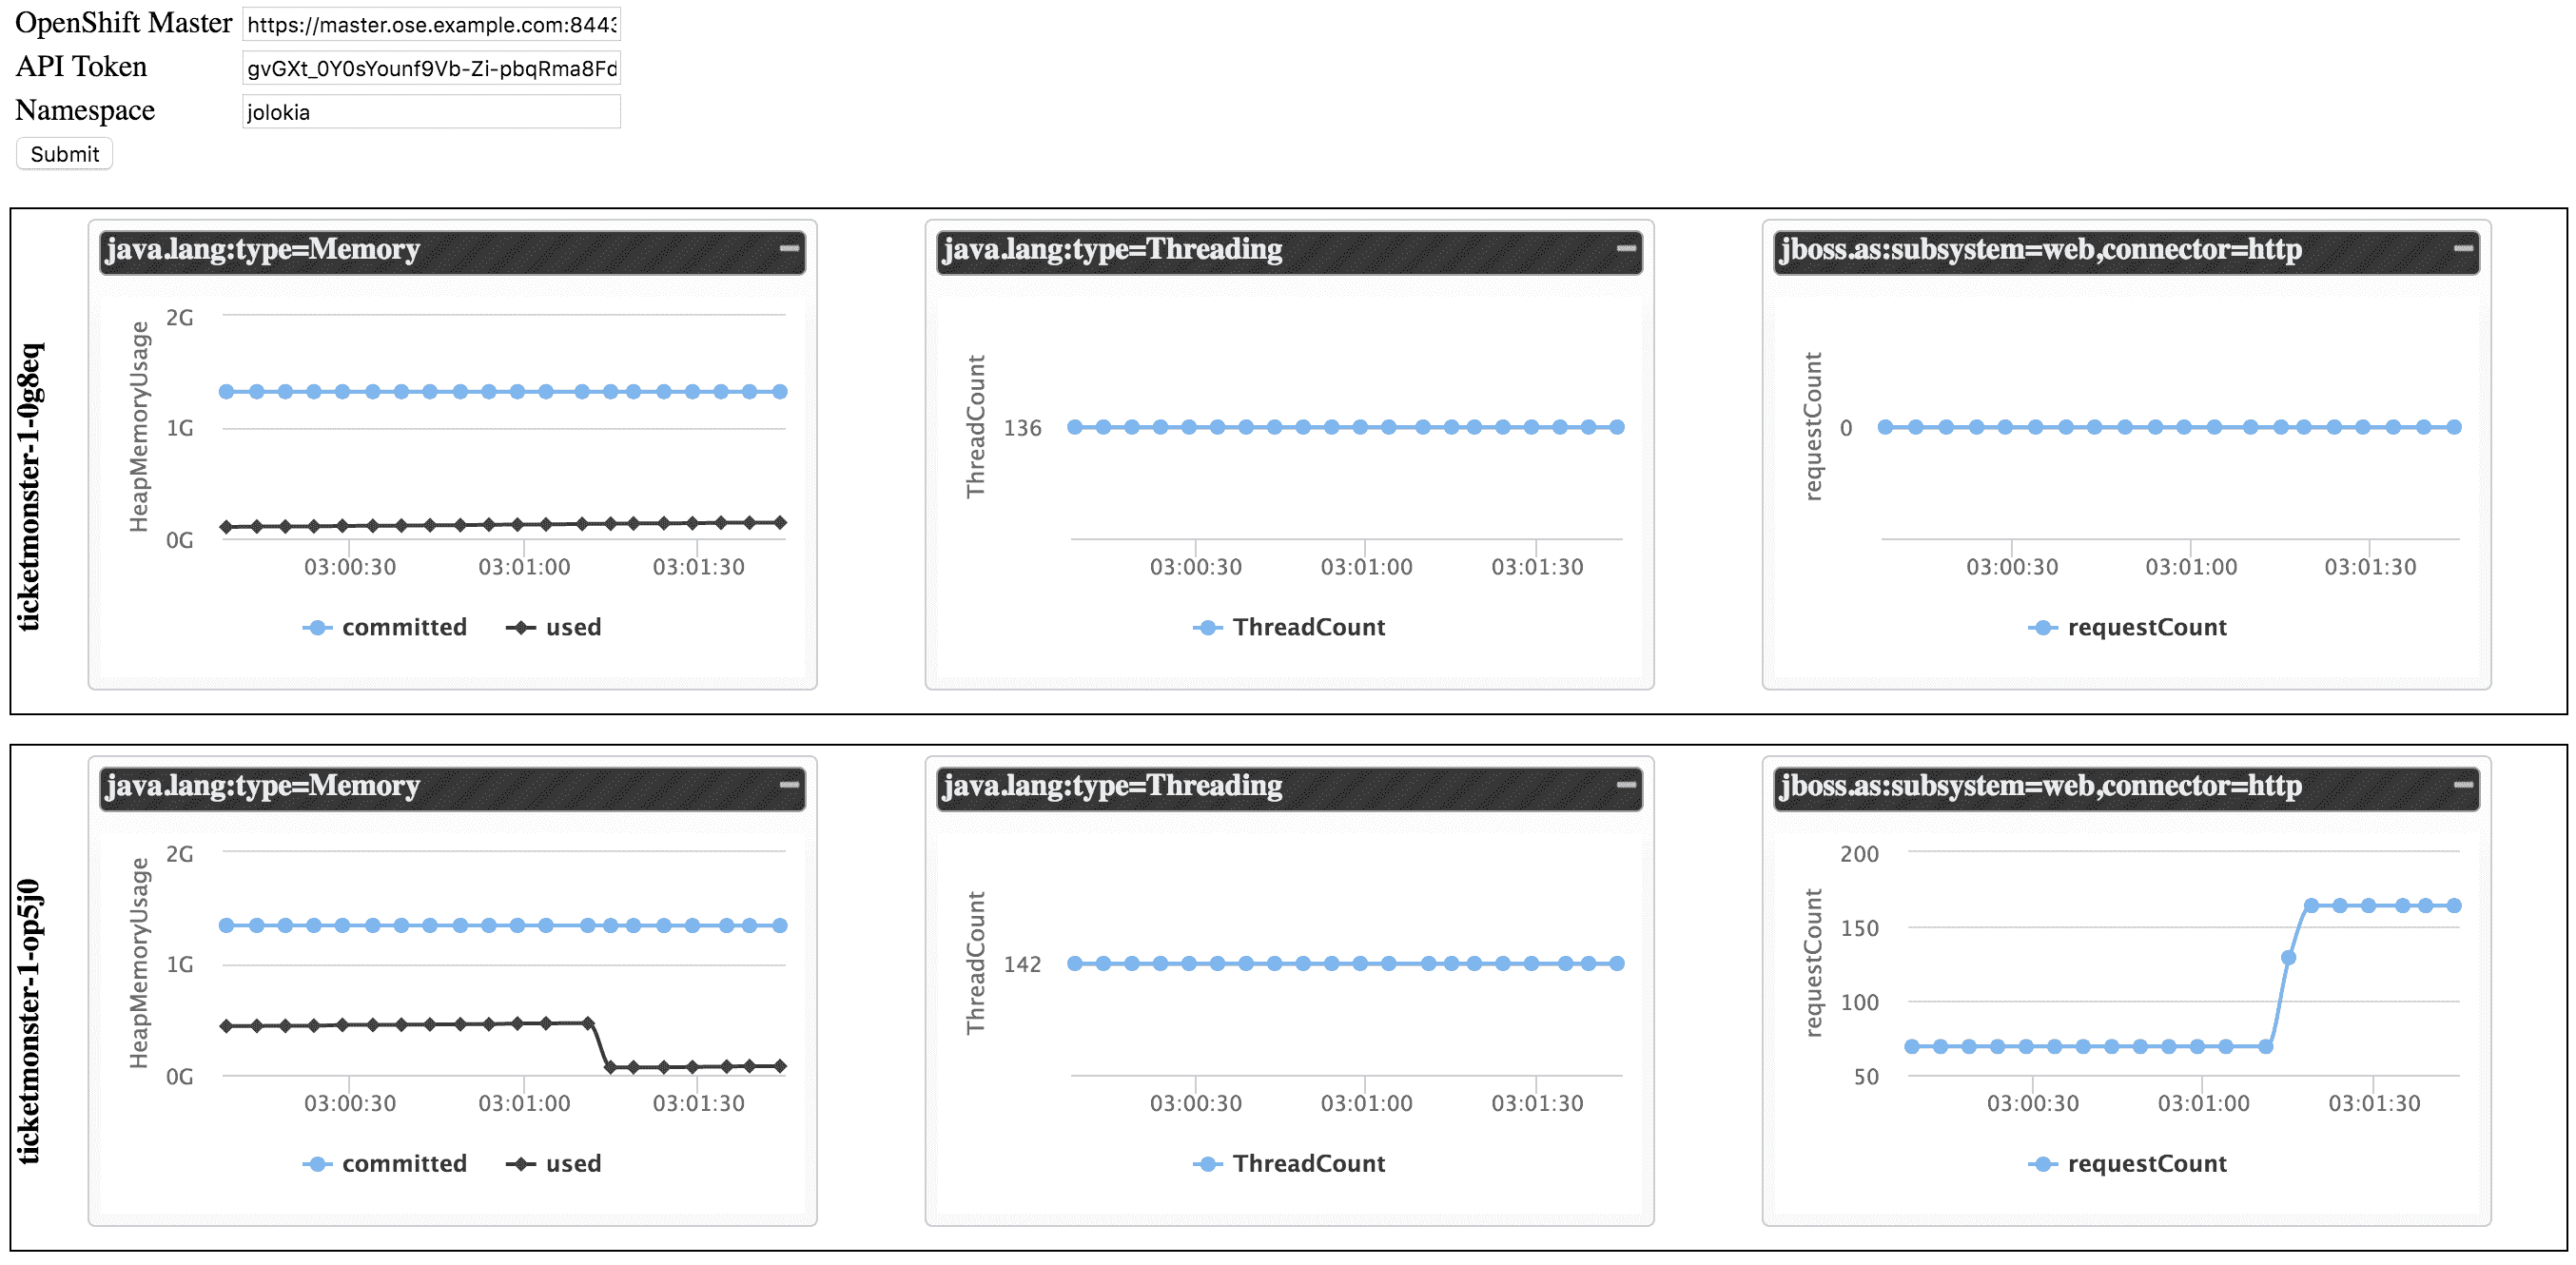 OpenShift Master https://master.ose.example.com:8443
API Token gvGXt_0Y0sYounf9Vb-Zi-pbqRma8Fd
Namespace jolokia
Submit
ticketmonster-1-0g8eq
java.lang:type=Memory
HeapMemoryUsage
2G
1G
0G
03:00:30 03:01:00 03:01:30
committed used
java.lang:type=Threading
ThreadCount
136
03:00:30 03:01:00 03:01:30
ThreadCount
jboss.as:subsystem=web,connector=http
requestCount
0
03:00:30 03:01:00 03:01:30
requestCount
ticketmonster-1-op5j0
java.lang:type=Memory
HeapMemoryUsage
2G
1G
0G
03:00:30 03:01:00 03:01:30
committed used
java.lang:type=Threading
ThreadCount
142
03:00:30 03:01:00 03:01:30
ThreadCount
jboss.as:subsystem=web,connector=http
requestCount
200
150
100
50
03:00:30 03:01:00 03:01:30
requestCount